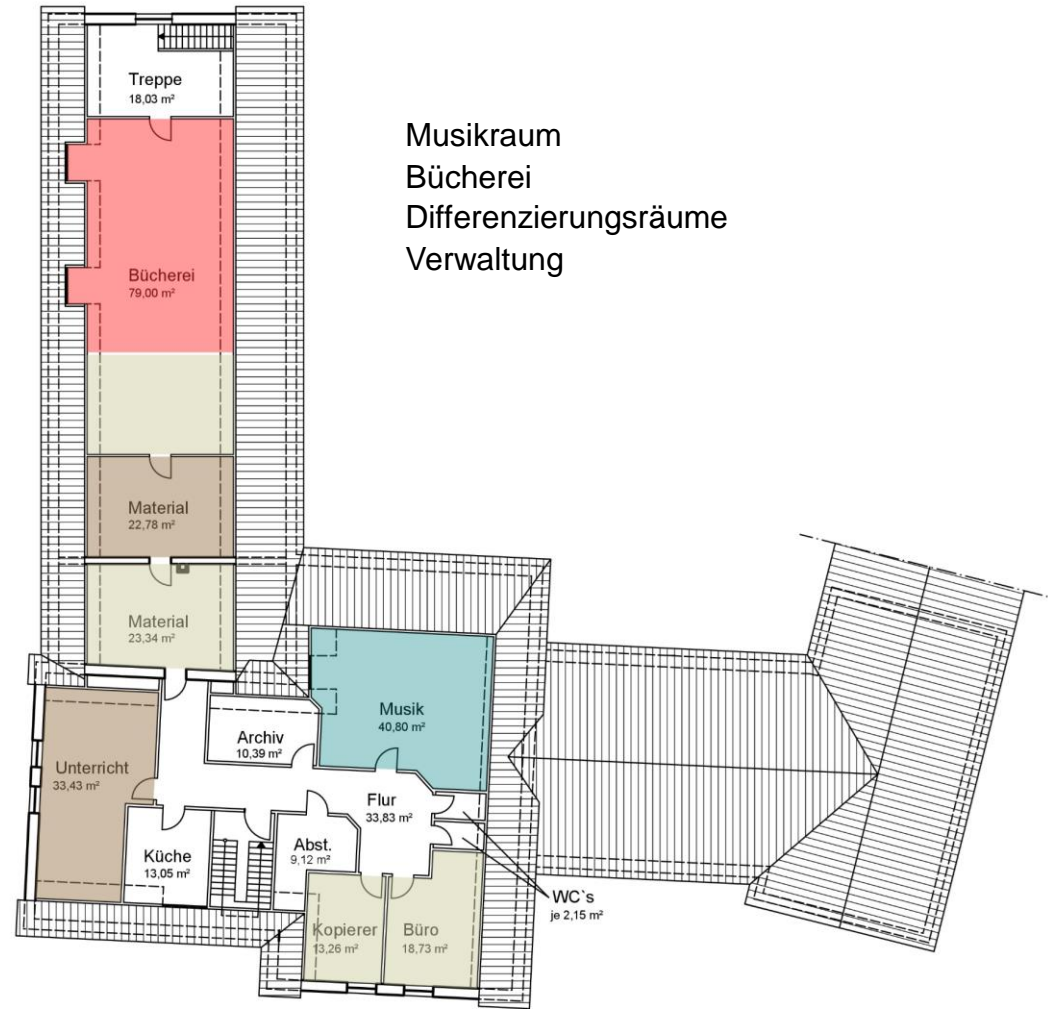 Treppe
18,03 m²
Musikraum
Bücherei
Differenzierungsräume
Verwaltung
Bücherei
79,00 m²
Material
22,78 m²
Material
23,34 m²
Musik
40,80 m²
Archiv
10,39 m²
Unterricht
33,43 m²
Flur
33,83 m²
Küche
13,05 m²
Abst.
9,12 m²
WC`s
je 2,15 m²
Kopierer
13,26 m²
Büro
18,73 m²